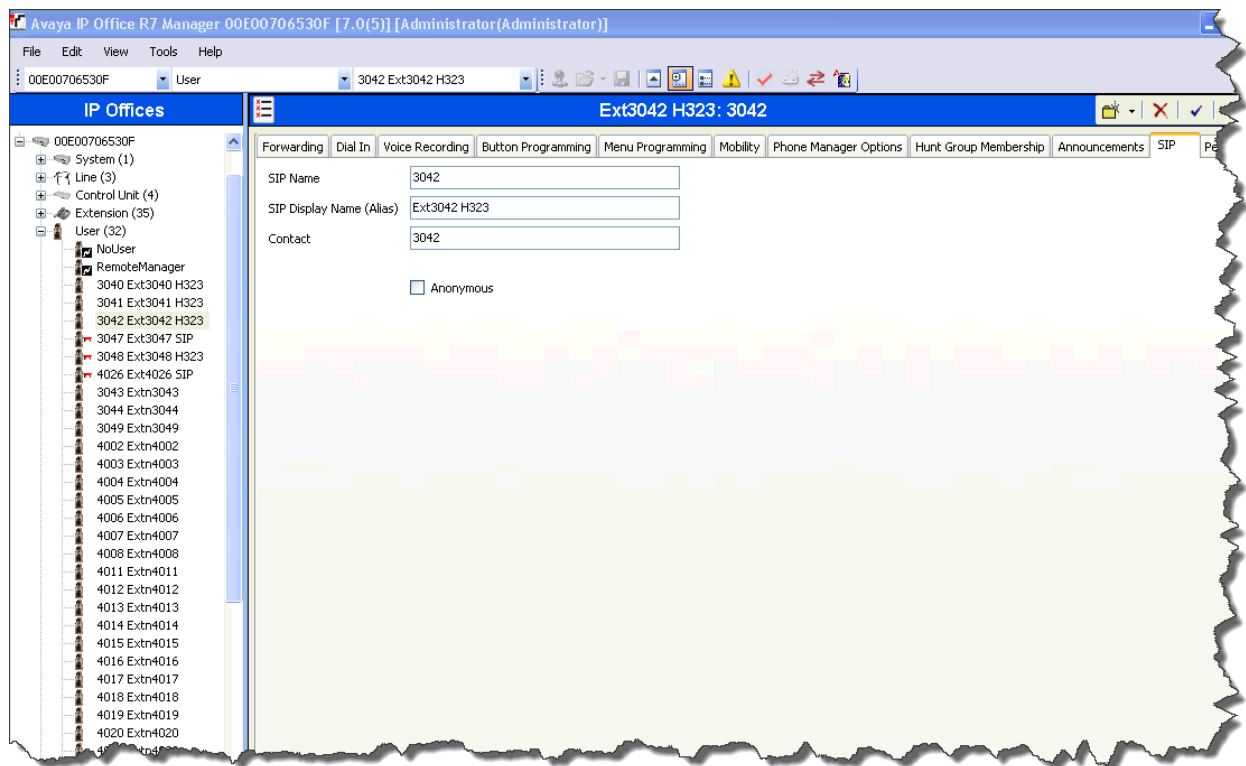 Avaya IP Office R7 Manager 00E00706530F [7.0(5)] [Administrator(Administrator)]
File Edit View Tools Help
00E00706530F User 3042 Ext3042 H323
IP Offices
Ext3042 H323: 3042
00E00706530F
System (1)
Line (3)
Control Unit (4)
Extension (35)
User (32)
NoUser
RemoteManager
3040 Ext3040 H323
3041 Ext3041 H323
3042 Ext3042 H323
3047 Ext3047 SIP
3048 Ext3048 H323
4026 Ext4026 SIP
3043 Extn3043
3044 Extn3044
3049 Extn3049
4002 Extn4002
4003 Extn4003
4004 Extn4004
4005 Extn4005
4006 Extn4006
4007 Extn4007
4008 Extn4008
4011 Extn4011
4012 Extn4012
4013 Extn4013
4014 Extn4014
4015 Extn4015
4016 Extn4016
4017 Extn4017
4018 Extn4018
4019 Extn4019
4020 Extn4020
Forwarding Dial In Voice Recording Button Programming Menu Programming Mobility Phone Manager Options Hunt Group Membership Announcements SIP
SIP Name 3042
SIP Display Name (Alias) Ext3042 H323
Contact 3042
Anonymous